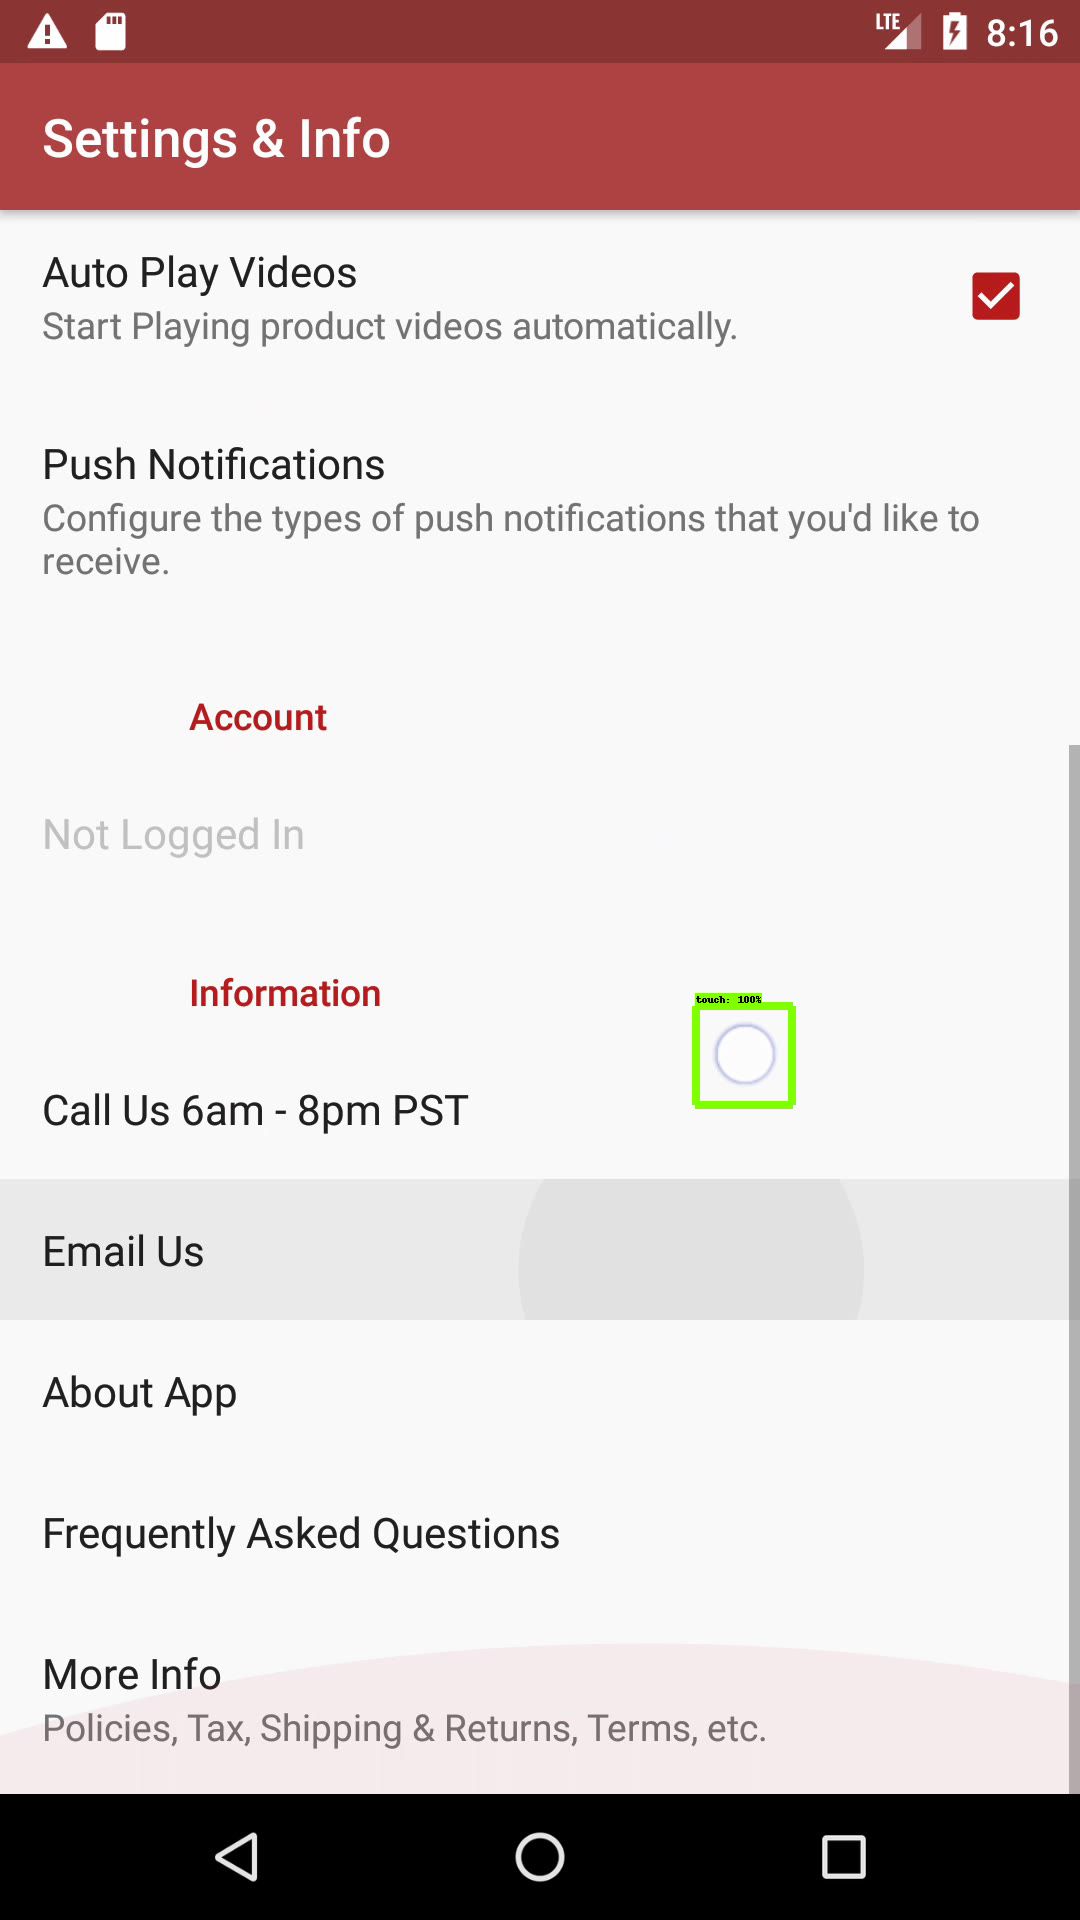 LTE 8:16
Settings & Info
Auto Play Videos
Start Playing product videos automatically.
Push Notifications
Configure the types of push notifications that you'd like to
receive.
Account
Not Logged In
Information
touch: 100%
Call Us 6am - 8pm PST
Email Us
About App
Frequently Asked Questions
More Info
Policies, Tax, Shipping & Returns, Terms, etc.